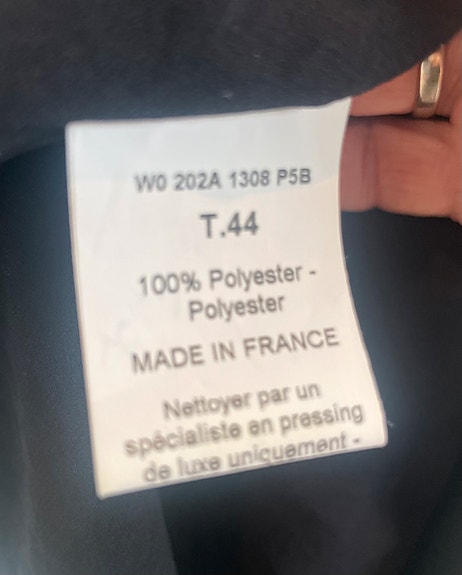 W0 202A 1308 P5B
T.44
100% Polyester -
Polyester
MADE IN FRANCE
Nettoyer par un
spécialiste en pressing
de luxe uniquement -